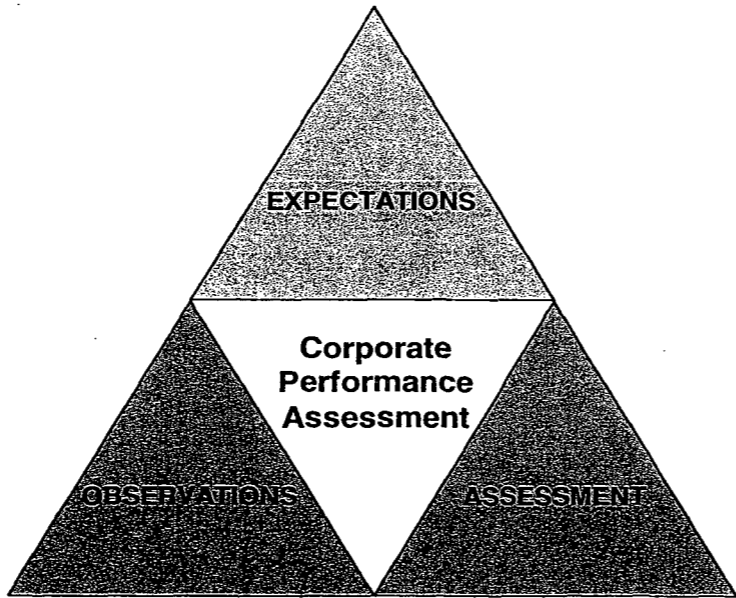 EXPECTATIONS
Corporate
Performance
Assessment
OBSERVATIONS
ASSESSMENT